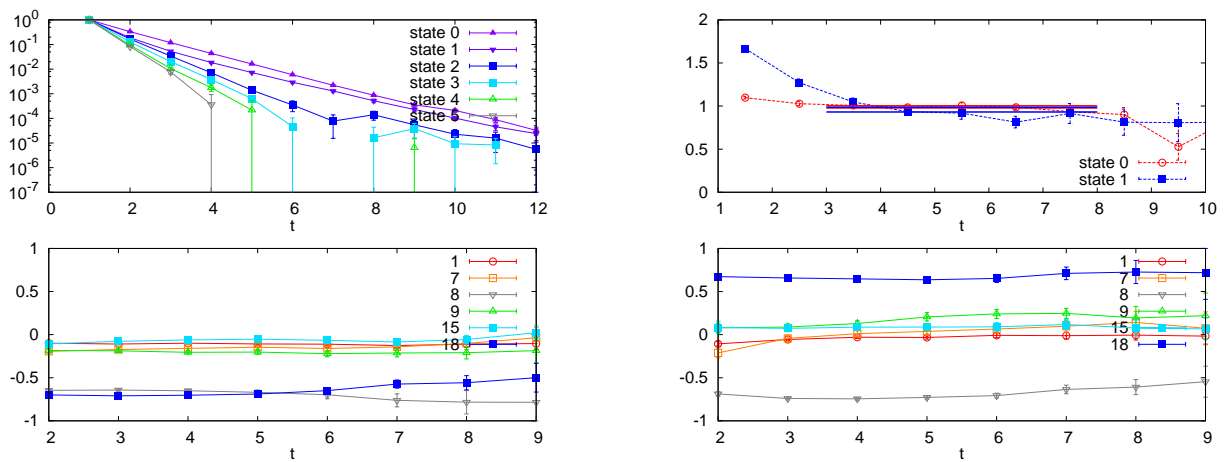 10^0
10^-1
10^-2
10^-3
10^-4
10^-5
10^-6
10^-7
0 2 4 6 8 10 12
t
state 0
state 1
state 2
state 3
state 4
state 5
2
1.5
1
0.5
0
1 2 3 4 5 6 7 8 9 10
t
state 0
state 1
1
0.5
0
-0.5
-1
2 3 4 5 6 7 8 9
t
1
7
8
9
15
18
1
0.5
0
-0.5
-1
2 3 4 5 6 7 8 9
t
1
7
8
9
15
18